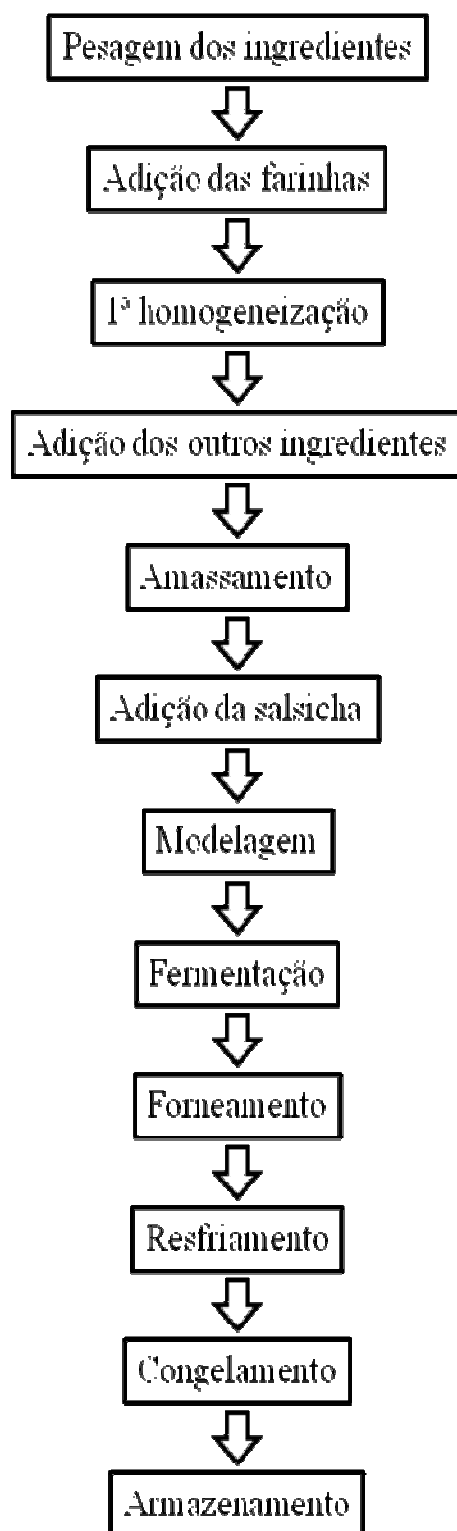 Pesagem dos ingredientes
Adição das farinhas
1ª homogeneização
Adição dos outros ingredientes
Amassamento
Adição da salsicha
Modelagem
Fermentação
Forneamento
Resfriamento
Congelamento
Armazenamento